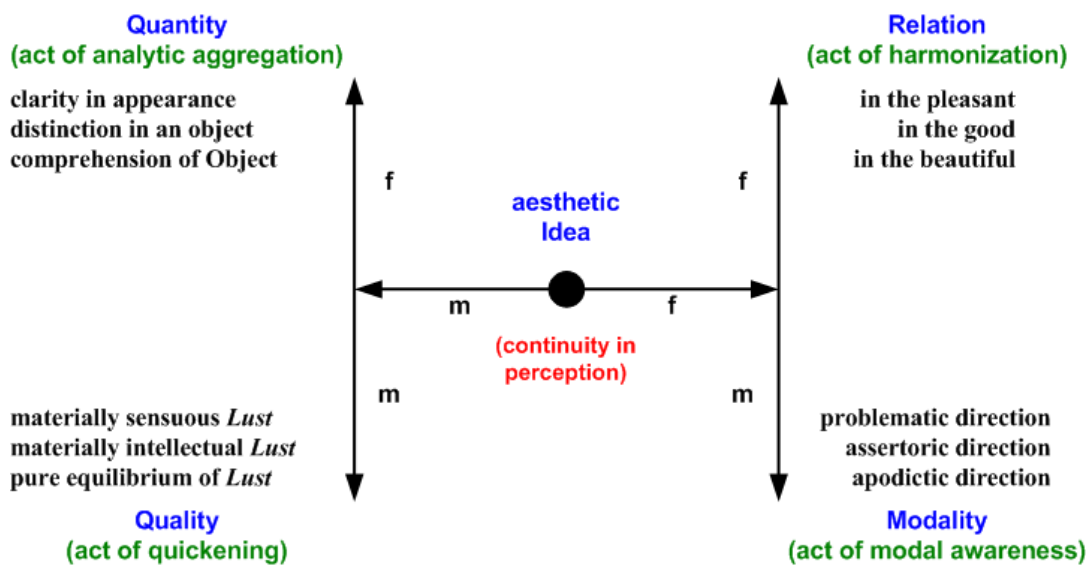 Quantity
(act of analytic aggregation)
clarity in appearance
distinction in an object
comprehension of Object
Relation
(act of harmonization)
in the pleasant
in the good
in the beautiful
f
f
aesthetic
Idea
m
f
(continuity in
perception)
m
m
materially sensuous Lust
materially intellectual Lust
pure equilibrium of Lust
Quality
(act of quickening)
problematic direction
assertoric direction
apodictic direction
Modality
(act of modal awareness)